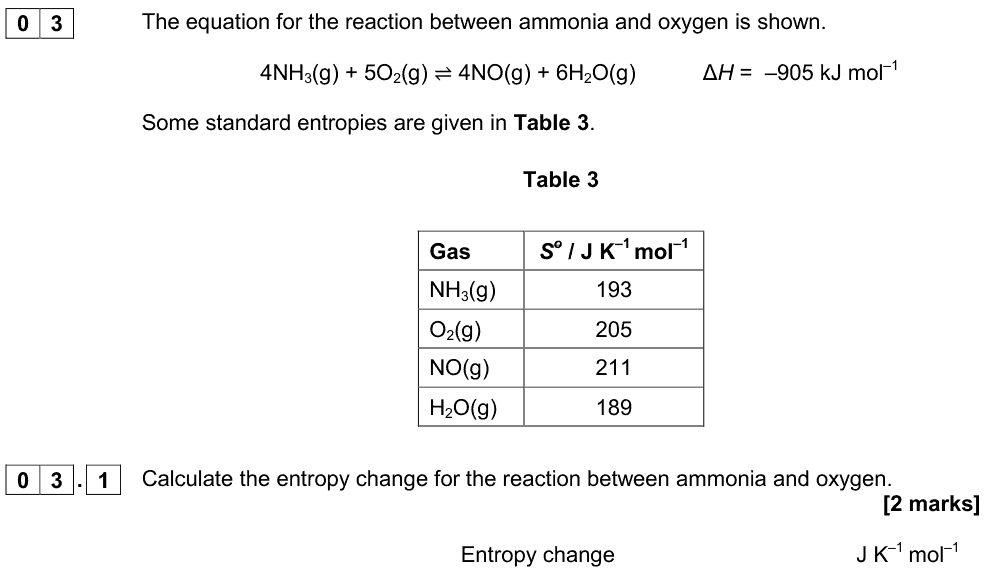 0 3 The equation for the reaction between ammonia and oxygen is shown.
4NH₃(g) + 5O₂(g) ⇌ 4NO(g) + 6H₂O(g) ΔH = –905 kJ mol⁻¹
Some standard entropies are given in Table 3.
Table 3
Gas S⦵ / J K⁻¹ mol⁻¹
NH₃(g) 193
O₂(g) 205
NO(g) 211
H₂O(g) 189
0 3 . 1 Calculate the entropy change for the reaction between ammonia and oxygen.
[2 marks]
Entropy change J K⁻¹ mol⁻¹